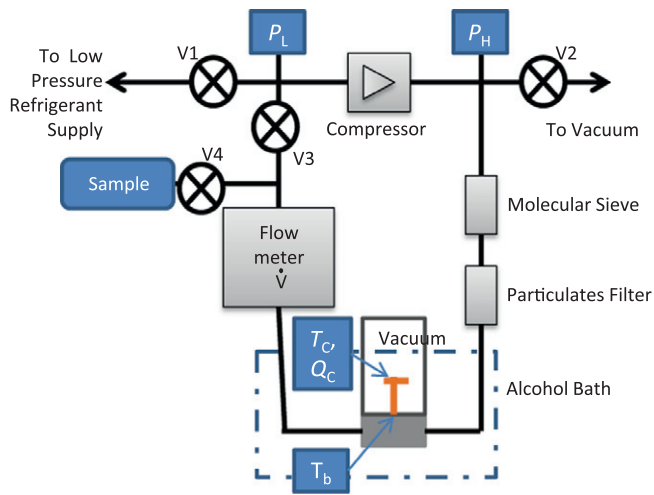 P_L
P_H
V1
V2
To Low
Pressure
Refrigerant
Supply
Compressor
To Vacuum
V3
V4
Sample
Molecular Sieve
Flow
meter
V̇
Particulates Filter
T_C,
Q_C
Vacuum
Alcohol Bath
T_b